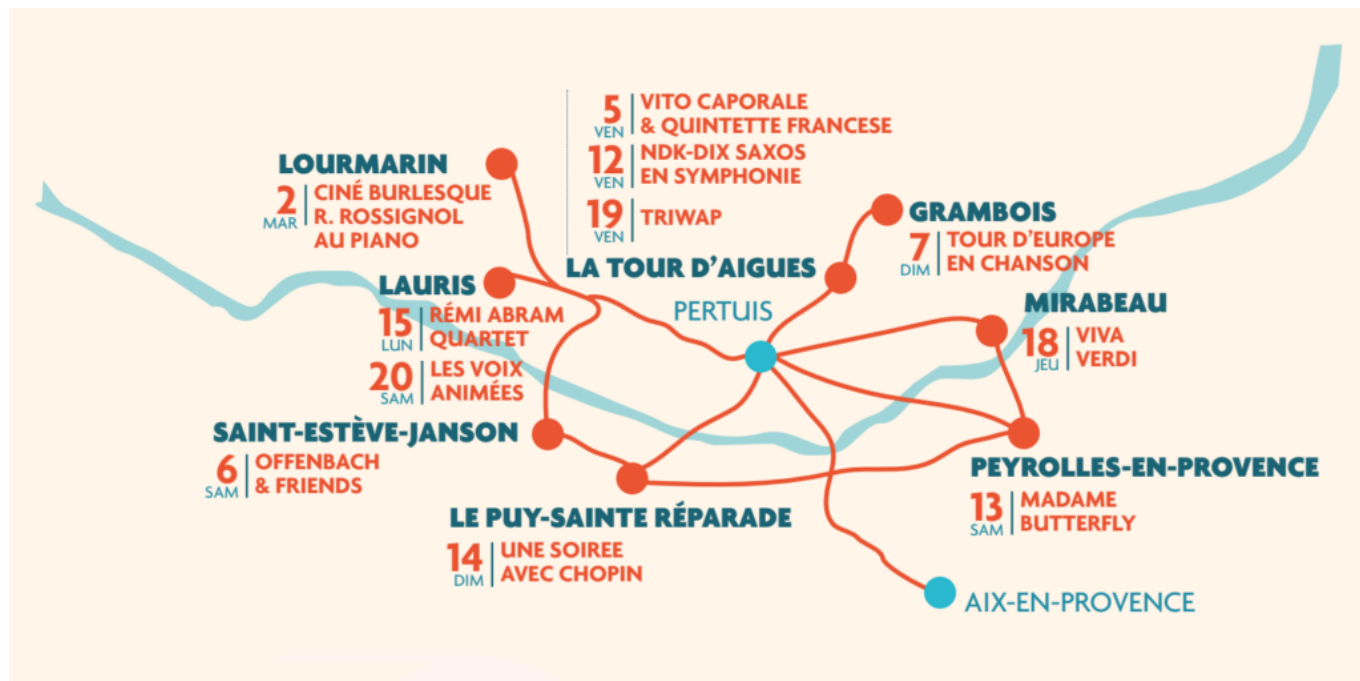 LOURMARIN
2
MAR
CINÉ BURLESQUE
R. ROSSIGNOL
AU PIANO
5
VEN
VITO CAPORALE
& QUINTETTE FRANCESE
12
VEN
NDK-DIX SAXOS
EN SYMPHONIE
19
VEN
TRIWAP
LA TOUR D'AIGUES
GRAMBOIS
7
DIM
TOUR D'EUROPE
EN CHANSON
LAURIS
15
LUN
RÉMI ABRAM
QUARTET
20
SAM
LES VOIX
ANIMÉES
PERTUIS
MIRABEAU
18
JEU
VIVA
VERDI
SAINT-ESTÈVE-JANSON
6
SAM
OFFENBACH
& FRIENDS
LE PUY-SAINTE RÉPARADE
14
DIM
UNE SOIREE
AVEC CHOPIN
PEYROLLES-EN-PROVENCE
13
SAM
MADAME
BUTTERFLY
AIX-EN-PROVENCE